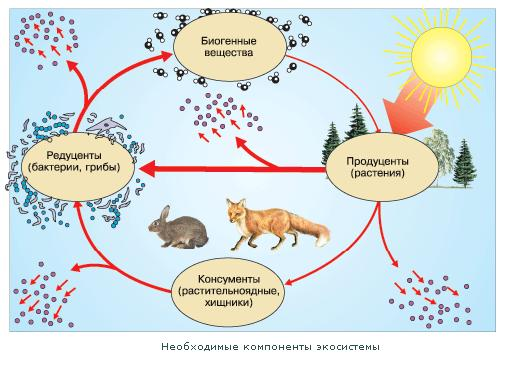 Биогенные
вещества
Редуценты
(бактерии, грибы)
Продуценты
(растения)
Консументы
(растительноядные,
хищники)
Необходимые компоненты экосистемы